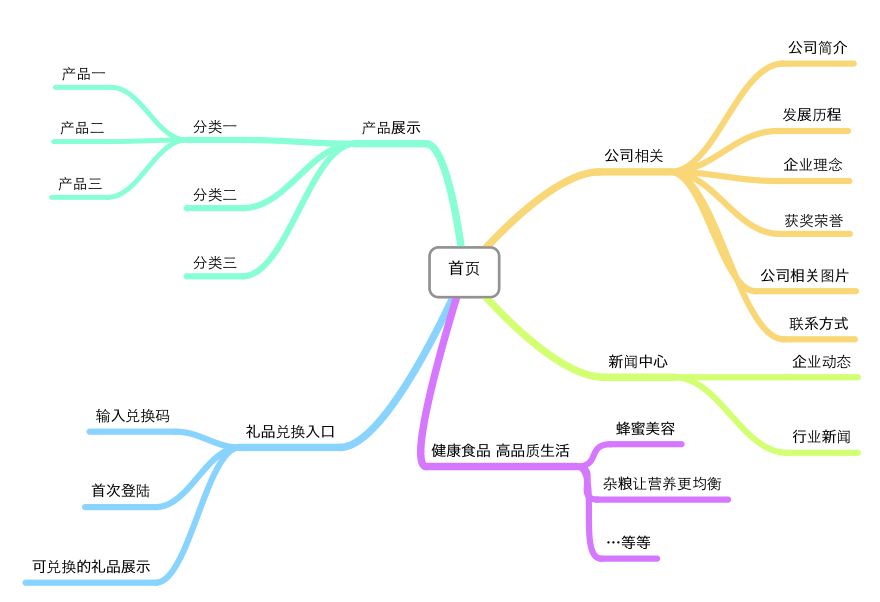 首页
公司相关
公司简介
发展历程
企业理念
获奖荣誉
公司相关图片
联系方式
新闻中心
企业动态
行业新闻
健康食品 高品质生活
蜂蜜美容
杂粮让营养更均衡
…等等
礼品兑换入口
输入兑换码
首次登陆
可兑换的礼品展示
产品展示
分类一
产品一
产品二
产品三
分类二
分类三